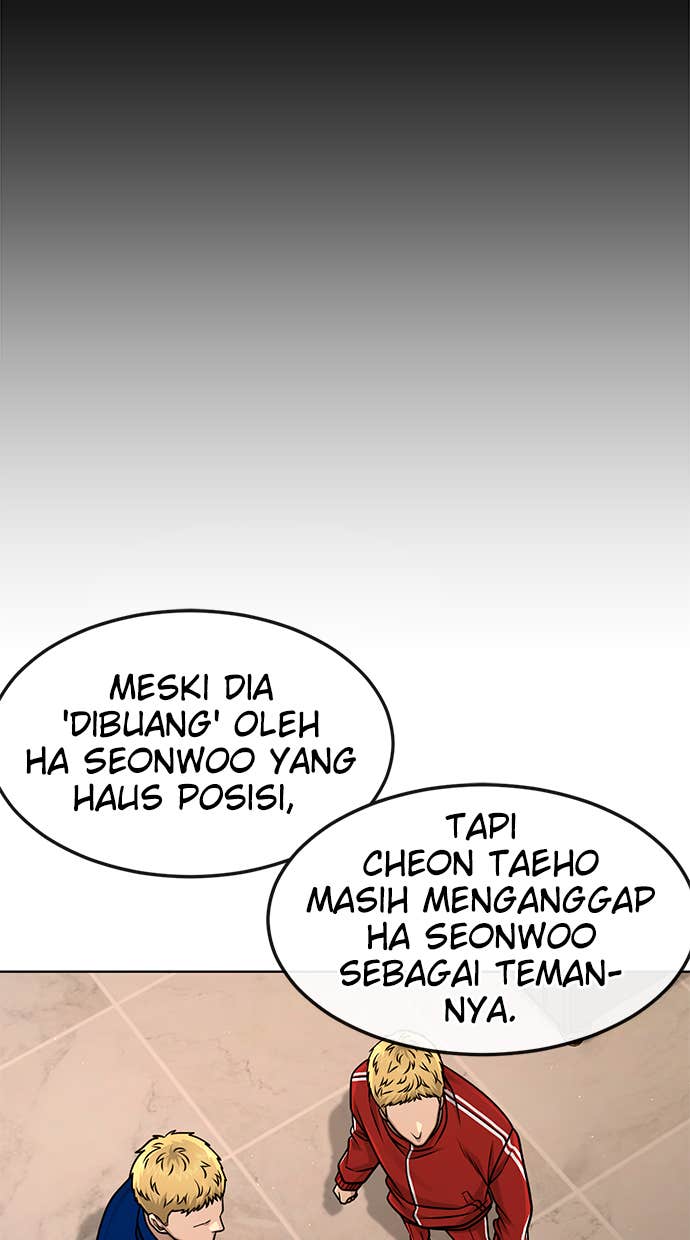 MESKI DIA
'DIBUANG' OLEH
HA SEONWOO YANG
HAUS POSISI,
TAPI
CHEON TAEHO
MASIH MENGANGGAP
HA SEONWOO
SEBAGAI TEMAN-
NYA.